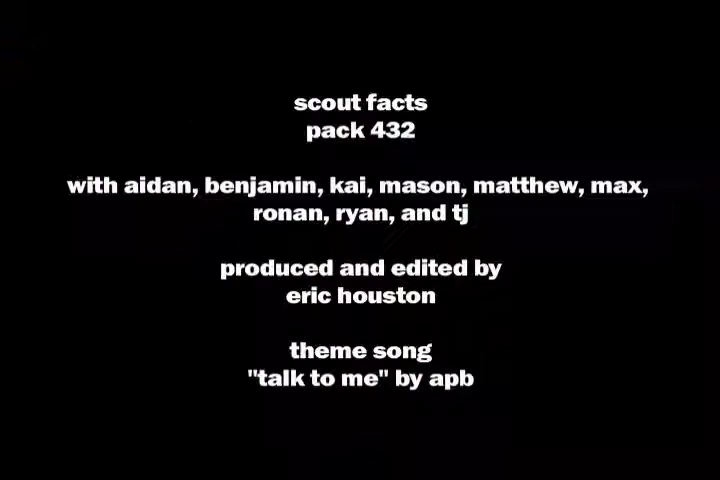 scout facts
pack 432
with aidan, benjamin, kai, mason, matthew, max,
ronan, ryan, and tj
produced and edited by
eric houston
theme song
"talk to me" by apb